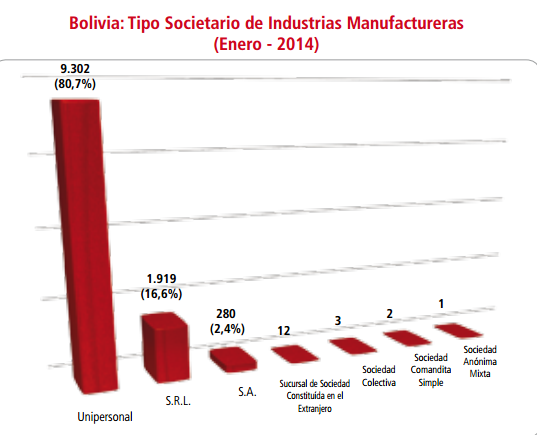 Bolivia: Tipo Societario de Industrias Manufactureras
(Enero - 2014)
9.302
(80,7%)
1.919
(16,6%)
280
(2,4%)
12
3
2
1
Unipersonal
S.R.L.
S.A.
Sucursal de Sociedad
Constituída en el
Extranjero
Sociedad
Colectiva
Sociedad
Comandita
Simple
Sociedad
Anónima
Mixta